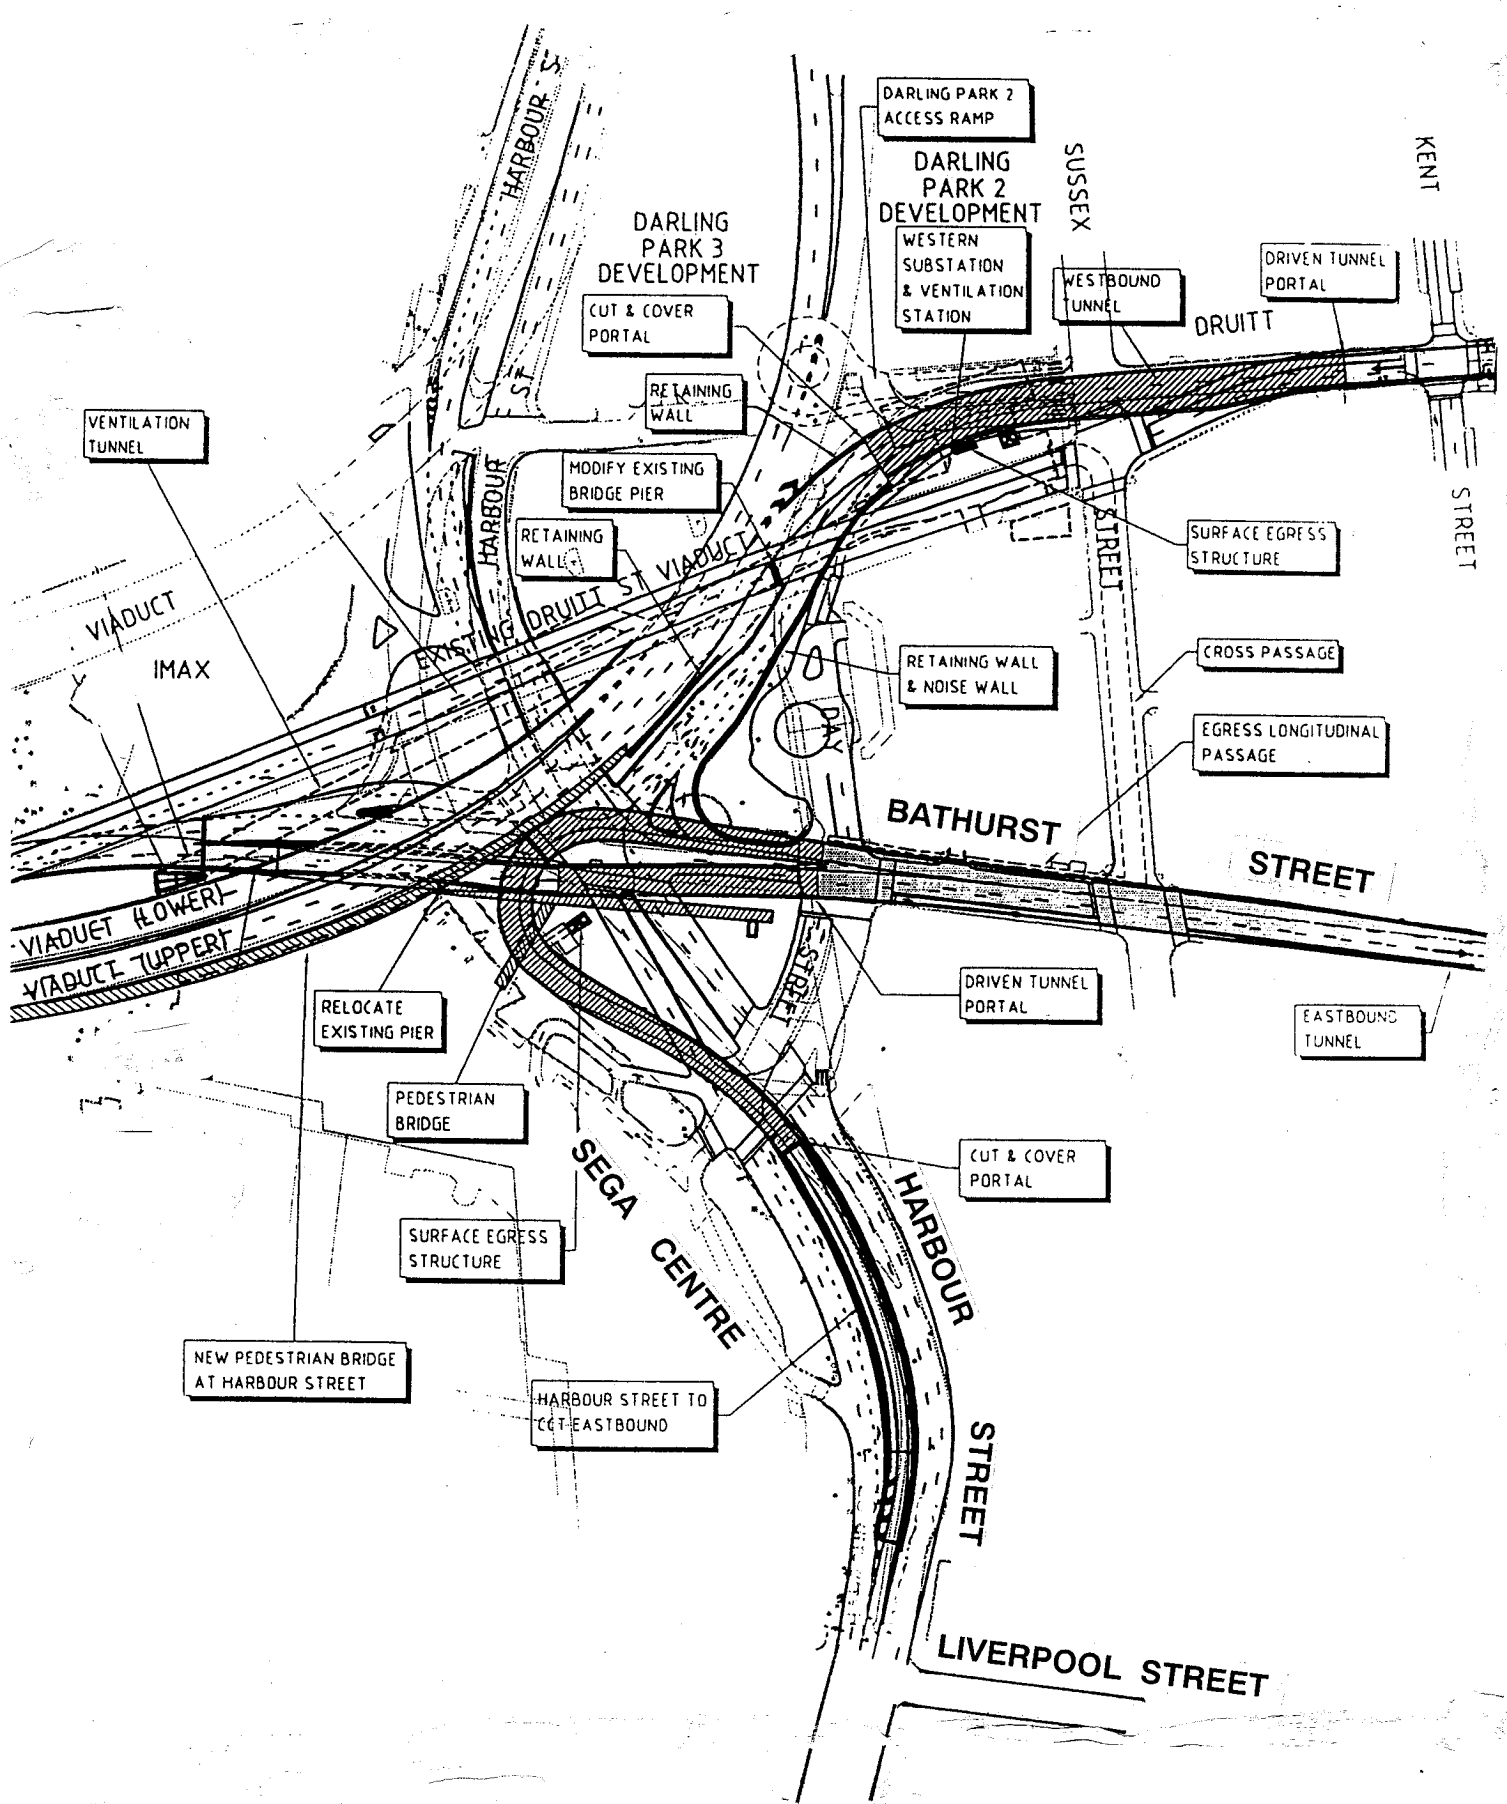 HARBOUR ST
DARLING PARK 2
ACCESS RAMP
DARLING
PARK 2
DEVELOPMENT
SUSSEX
KENT
DARLING
PARK 3
DEVELOPMENT
WESTERN
SUBSTATION
& VENTILATION
STATION
WESTBOUND
TUNNEL
DRIVEN TUNNEL
PORTAL
CUT & COVER
PORTAL
DRUITT
ST
RETAINING
WALL
VENTILATION
TUNNEL
HARBOUR
MODIFY EXISTING
BRIDGE PIER
STREET
STREET
RETAINING
WALL
SURFACE EGRESS
STRUCTURE
VIADUCT
EXISTING DRUITT ST VIADUCT
IMAX
RETAINING WALL
& NOISE WALL
CROSS PASSAGE
DAY
EGRESS LONGITUDINAL
PASSAGE
BATHURST
STREET
VIADUCT (LOWER)
VIADUCT (UPPER)
STREET
RELOCATE
EXISTING PIER
DRIVEN TUNNEL
PORTAL
EASTBOUND
TUNNEL
PEDESTRIAN
BRIDGE
SEGA
CENTRE
CUT & COVER
PORTAL
HARBOUR
SURFACE EGRESS
STRUCTURE
NEW PEDESTRIAN BRIDGE
AT HARBOUR STREET
HARBOUR STREET TO
CCT EASTBOUND
STREET
LIVERPOOL STREET